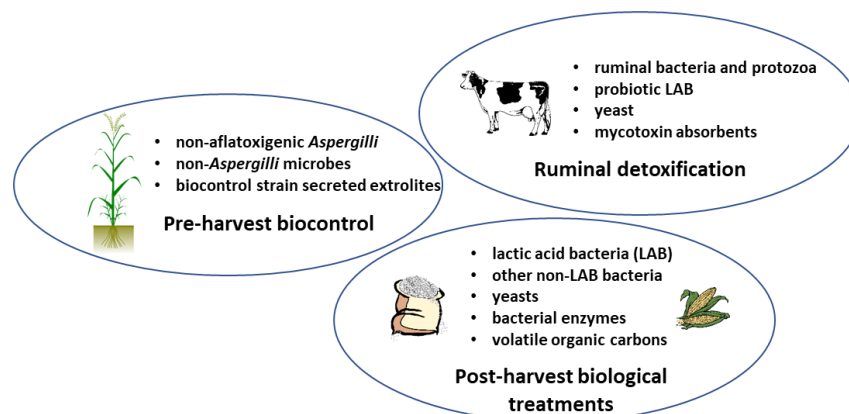 non-aflatoxigenic Aspergilli
non-Aspergilli microbes
biocontrol strain secreted extrolites
Pre-harvest biocontrol
ruminal bacteria and protozoa
probiotic LAB
yeast
mycotoxin absorbents
Ruminal detoxification
lactic acid bacteria (LAB)
other non-LAB bacteria
yeasts
bacterial enzymes
volatile organic carbons
Post-harvest biological
treatments